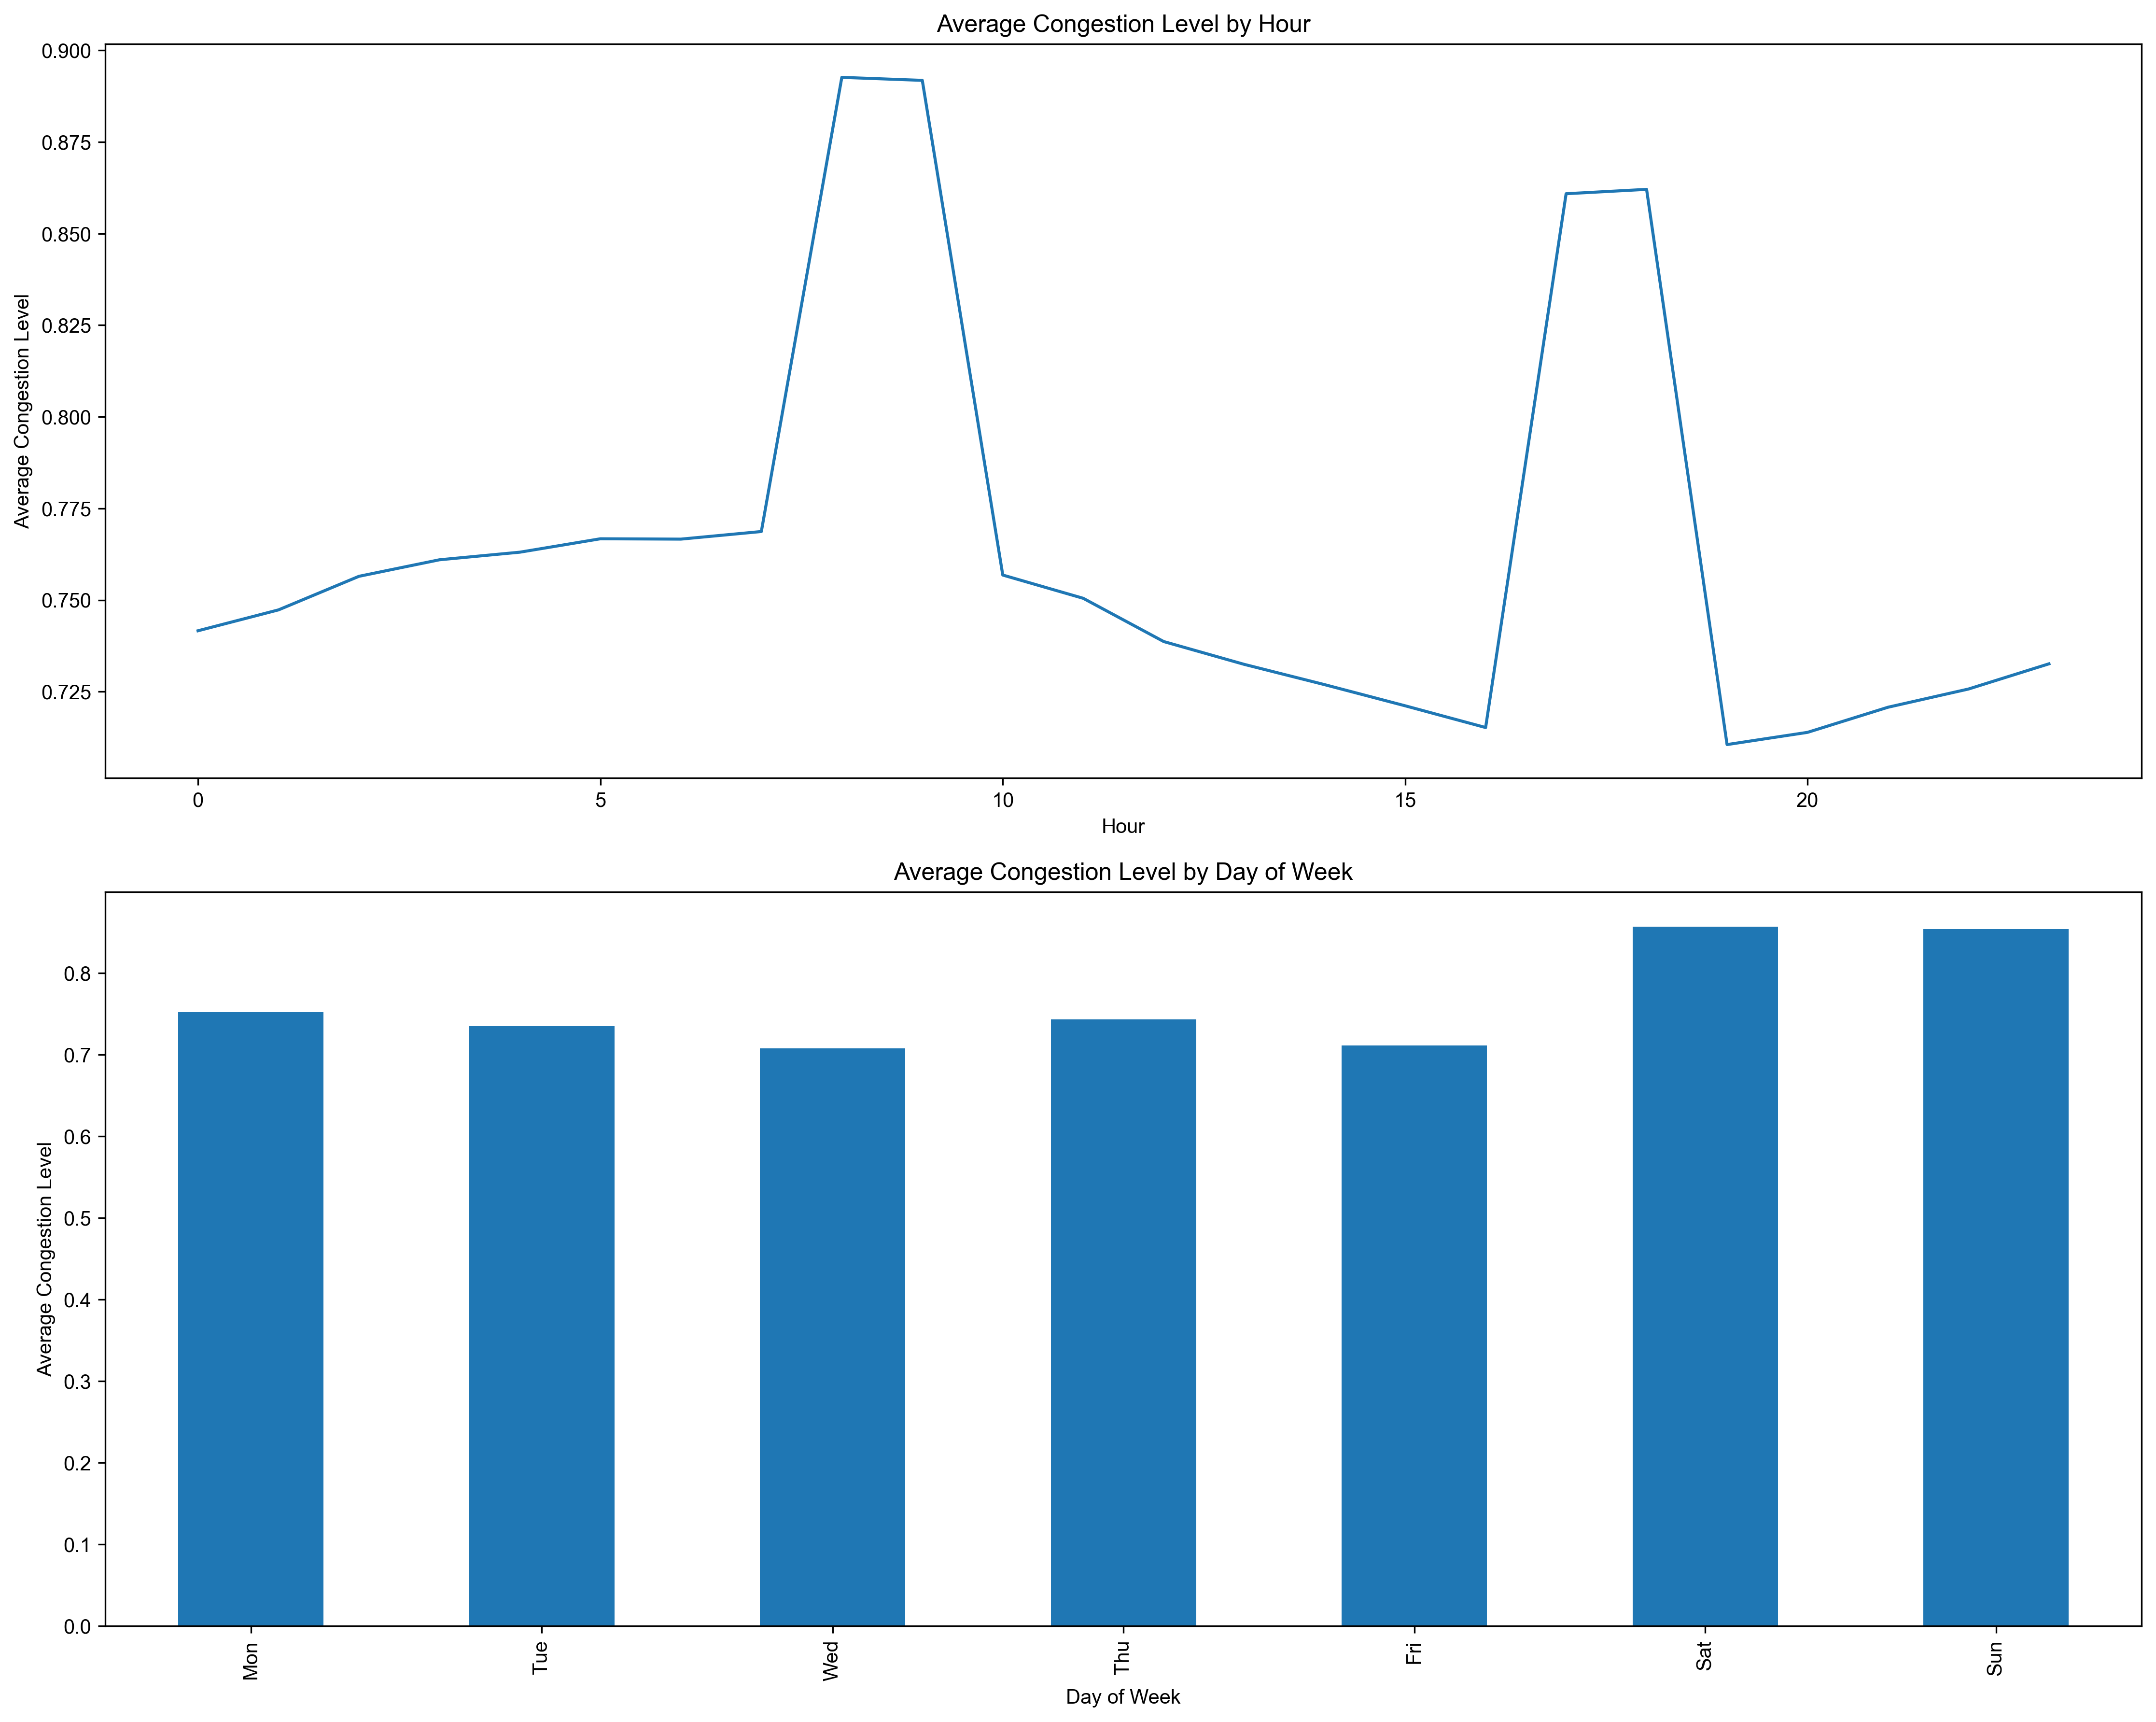 Average Congestion Level by Hour
0.900
0.875
0.850
0.825
0.800
0.775
0.750
0.725
Average Congestion Level
0
5
10
15
20
Hour
Average Congestion Level by Day of Week
0.8
0.7
0.6
0.5
0.4
0.3
0.2
0.1
0.0
Average Congestion Level
Mon
Tue
Wed
Thu
Fri
Sat
Sun
Day of Week